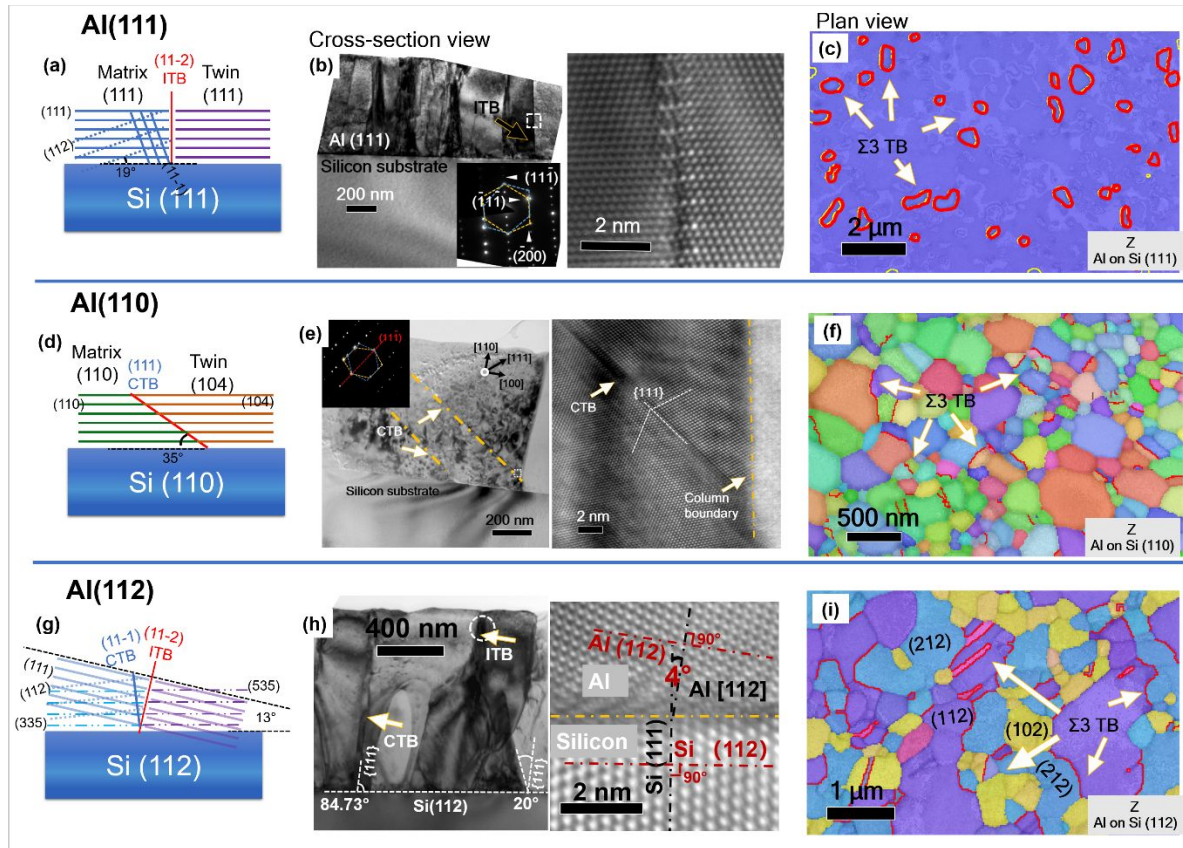 Al(111)
Cross-section view
Plan view
(a)
(11-2)
ITB
Matrix
(111)
Twin
(111)
(111)
(112)
(11-1)
19°
Si (111)
(b)
ITB
Al (111)
Silicon substrate
200 nm
(111̄)
(1̄11̄)
(2̄00)
2 nm
(c)
Σ3 TB
2 µm
Z
Al on Si (111)
Al(110)
(d)
Matrix
(110)
(111)
CTB
Twin
(104)
(110)
(104)
35°
Si (110)
(e)
[110]
[111]
[100]
CTB
Silicon substrate
200 nm
CTB
{111}
Column
boundary
2 nm
(f)
Σ3 TB
500 nm
Z
Al on Si (110)
Al(112)
(g)
(11-1)
CTB
(11-2)
ITB
(111)
(112)
(335)
(535)
13°
Si (112)
(h)
400 nm
ITB
CTB
{111}
{111}
84.73°
Si(112)
20°
Al (112)
90°
4°
Al
Al [112]
Silicon
Si (111)
Si (112)
90°
2 nm
(i)
(212)
(112)
(102)
Σ3 TB
(212)
1 µm
Z
Al on Si (112)